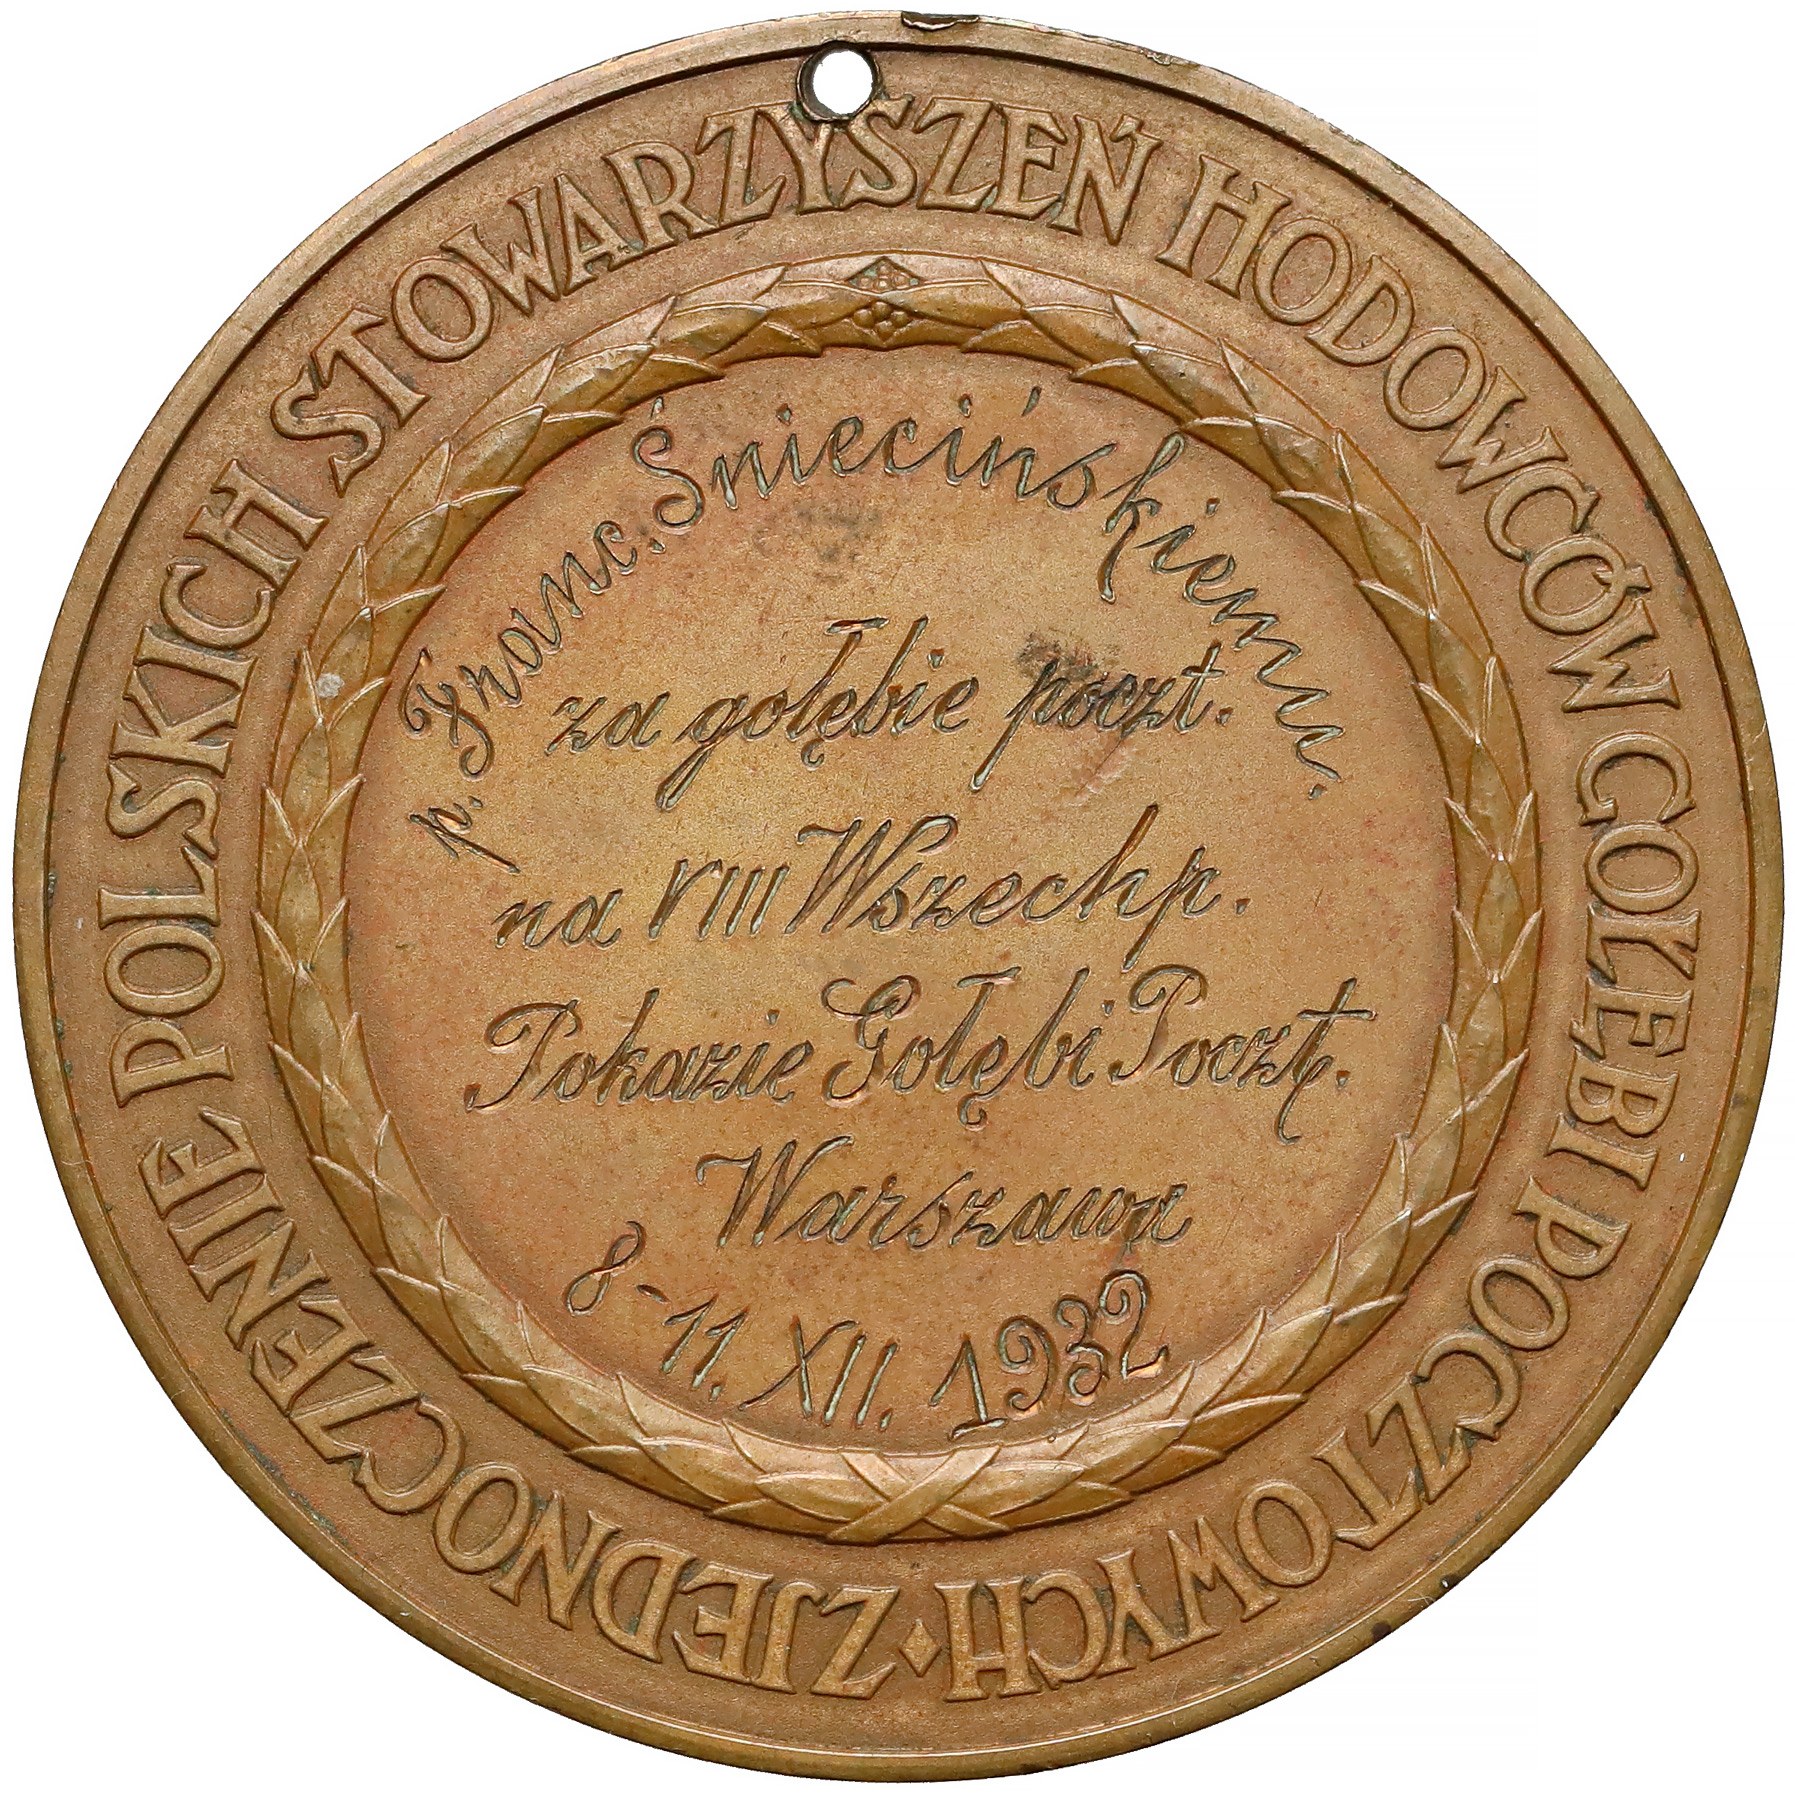 ZJEDNOCZENIE POLSKICH STOWARZYSZEŃ HODOWCÓW GOŁĘBI POCZTOWYCH
p. Franc. Śniecińskiemu.
za gołębie poczt.
na VIII Wszechp.
Pokazie Gołębi Poczt.
Warszawa
8-11. XII. 1932